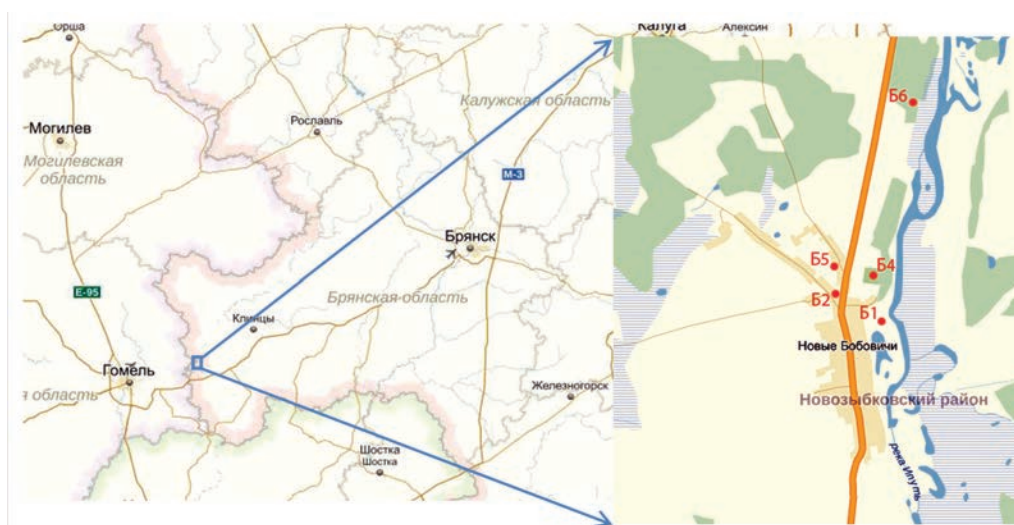 Орша
Калуга
Алексин
Калужская область
Рославль
Могилев
Могилевская
область
М-3
Брянск
E-95
Брянская область
Клинцы
Гомель
я область
Железногорск
Шостка
Шостка
Б6
Б5
Б4
Б2
Б1
Новые Бобовичи
Новозыбковский район
река Ипуть